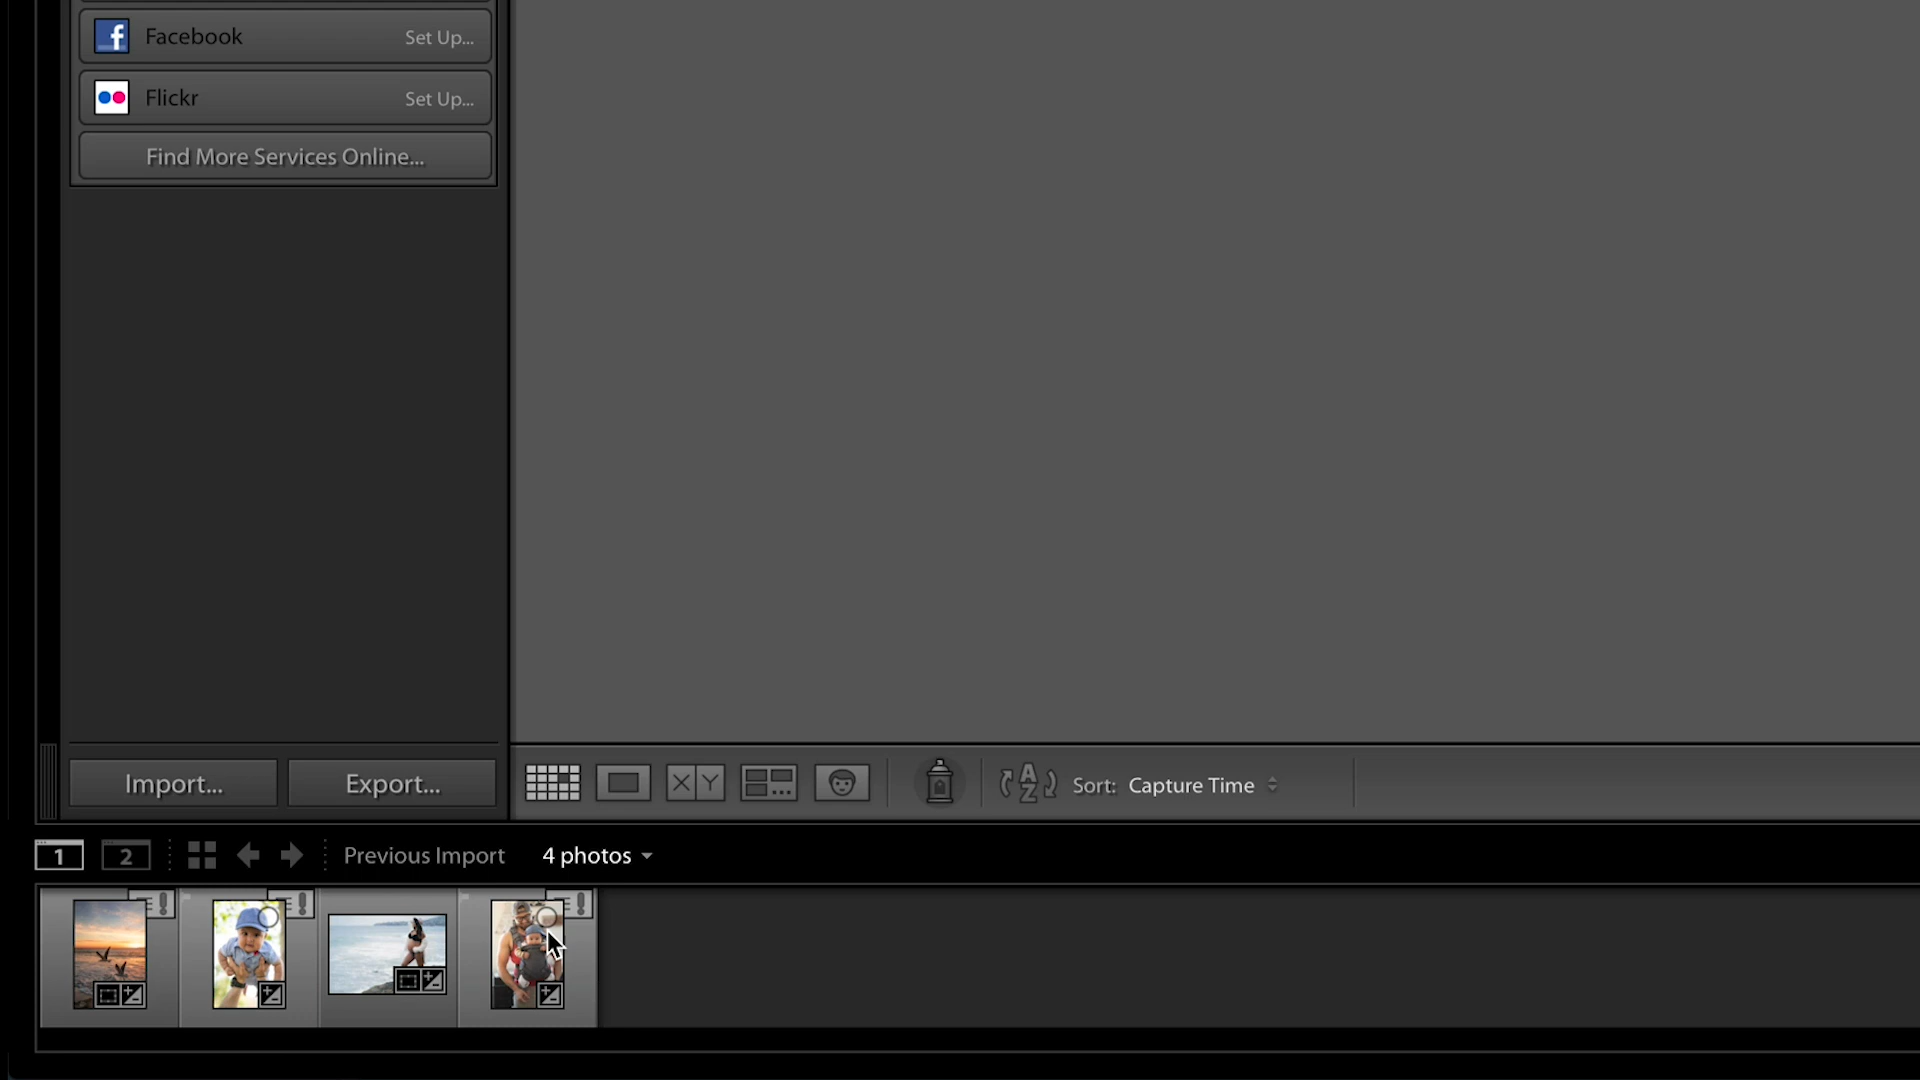 Facebook Set Up...
Flickr Set Up...
Find More Services Online...
Import... Export... X Y A Z Sort: Capture Time
1 2 Previous Import 4 photos